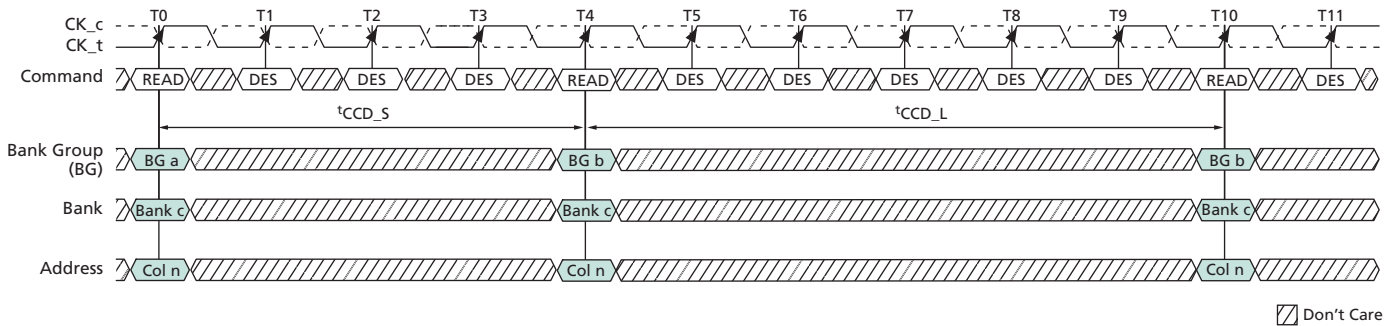 T0 T1 T2 T3 T4 T5 T6 T7 T8 T9 T10 T11
CK_c
CK_t
Command READ DES DES DES READ DES DES DES DES DES READ DES
tCCD_S tCCD_L
Bank Group
(BG)
BG a BG b BG b
Bank Bank c Bank c Bank c
Address Col n Col n Col n
Don't Care